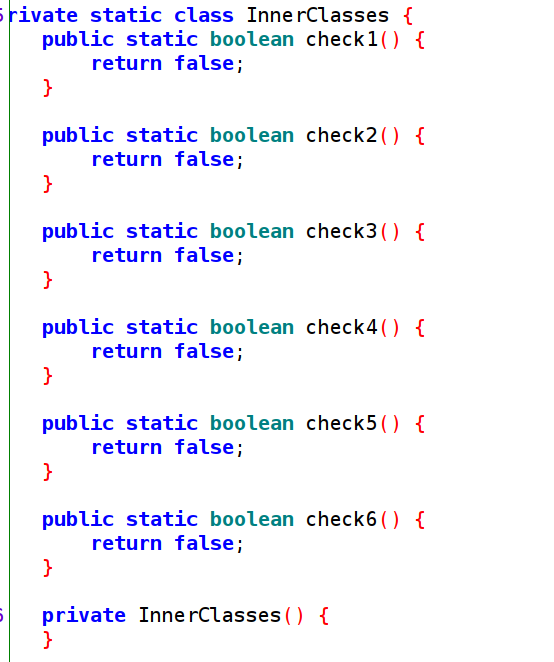 rivate static class InnerClasses {
public static boolean check1() {
return false;
}
public static boolean check2() {
return false;
}
public static boolean check3() {
return false;
}
public static boolean check4() {
return false;
}
public static boolean check5() {
return false;
}
public static boolean check6() {
return false;
}
private InnerClasses() {
}